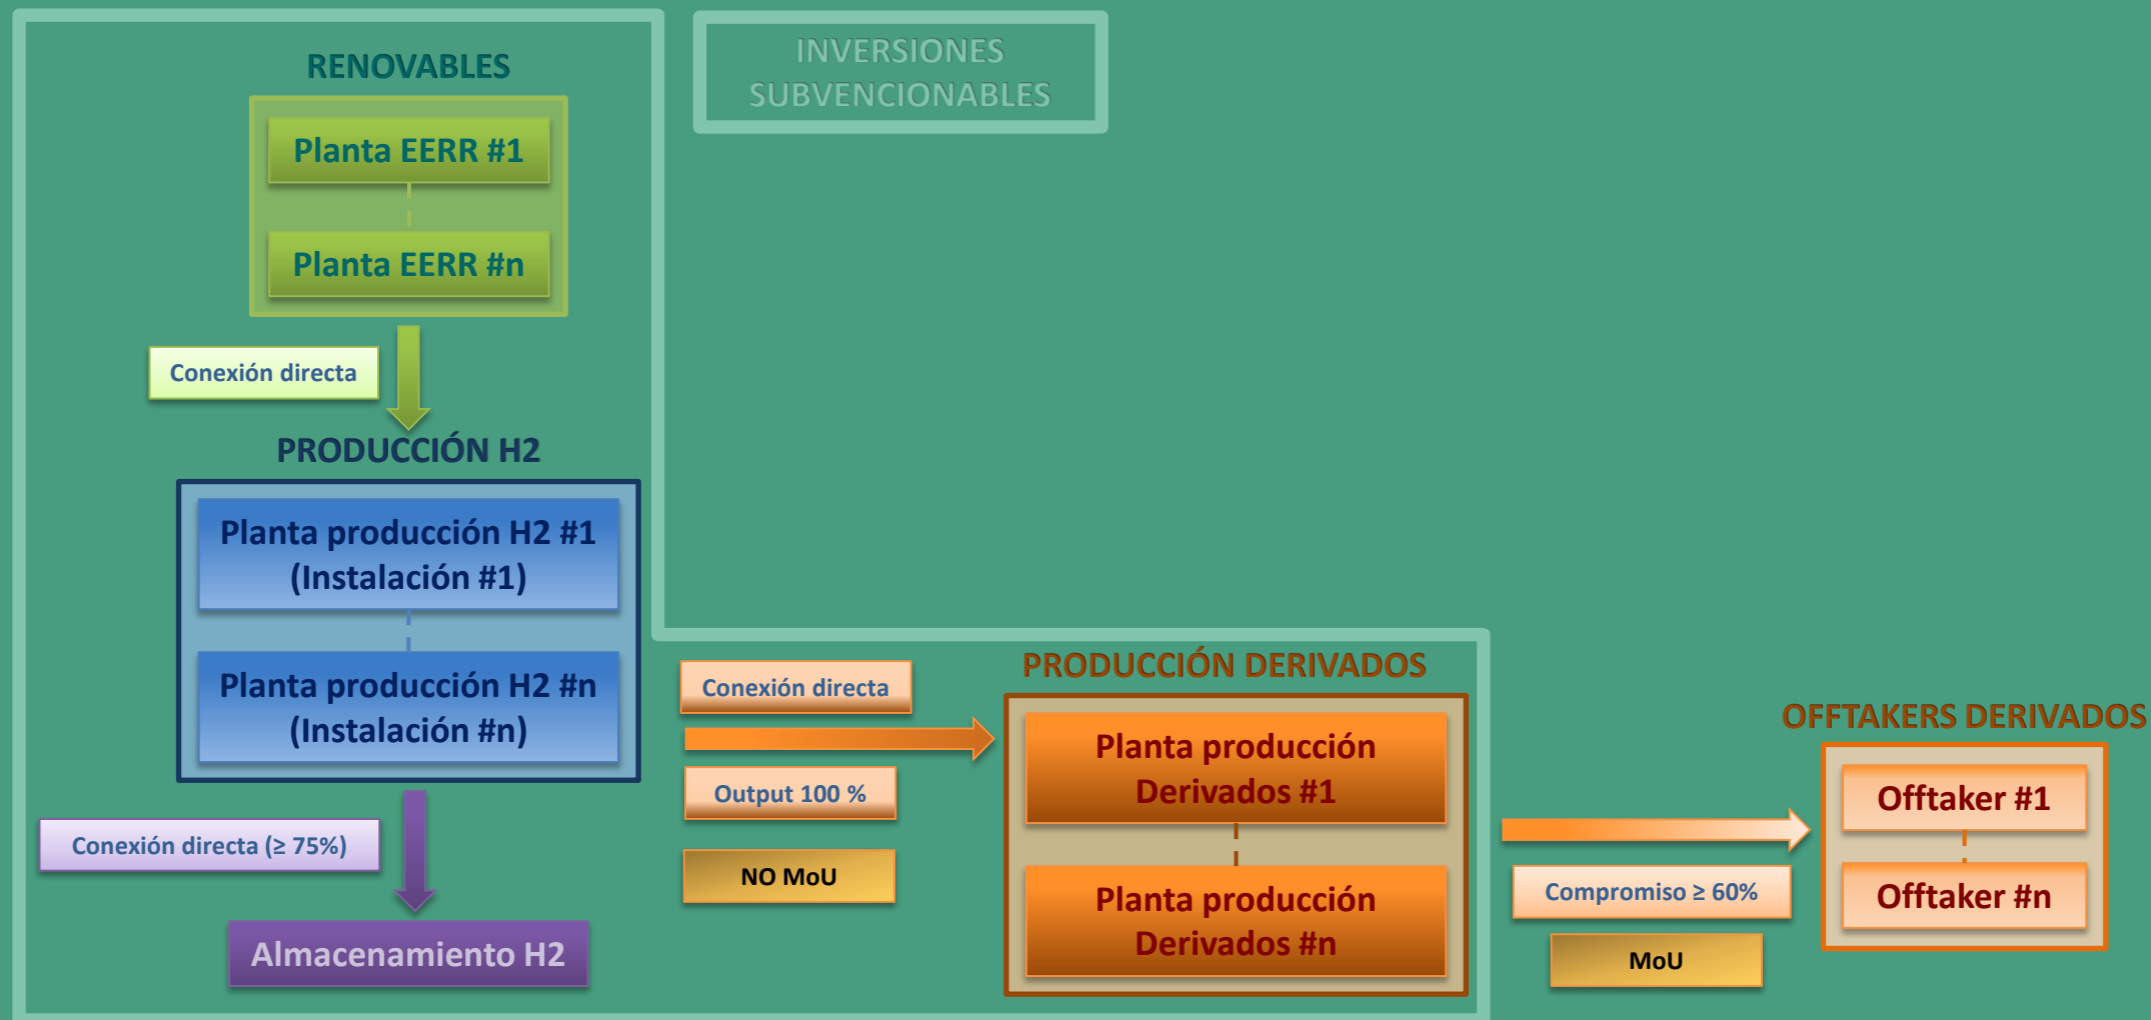 INVERSIONES
SUBVENCIONABLES
RENOVABLES
Planta EERR #1
Planta EERR #n
Conexión directa
PRODUCCIÓN H2
Planta producción H2 #1
(Instalación #1)
Planta producción H2 #n
(Instalación #n)
Conexión directa (≥ 75%)
Almacenamiento H2
Conexión directa
Output 100 %
NO MoU
PRODUCCIÓN DERIVADOS
Planta producción
Derivados #1
Planta producción
Derivados #n
Compromiso ≥ 60%
MoU
OFFTAKERS DERIVADOS
Offtaker #1
Offtaker #n